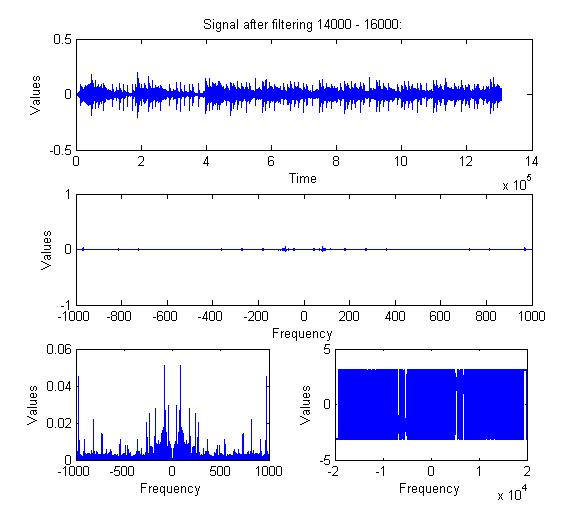 Signal after filtering 14000 - 16000:
0.5
0
-0.5
Values
0 2 4 6 8 10 12 14
Time
x 10^5
1
0
-1
Values
-1000 -800 -600 -400 -200 0 200 400 600 800 1000
Frequency
0.06
0.04
0.02
0
Values
-1000 -500 0 500 1000
Frequency
5
0
-5
Values
-2 -1 0 1 2
Frequency
x 10^4